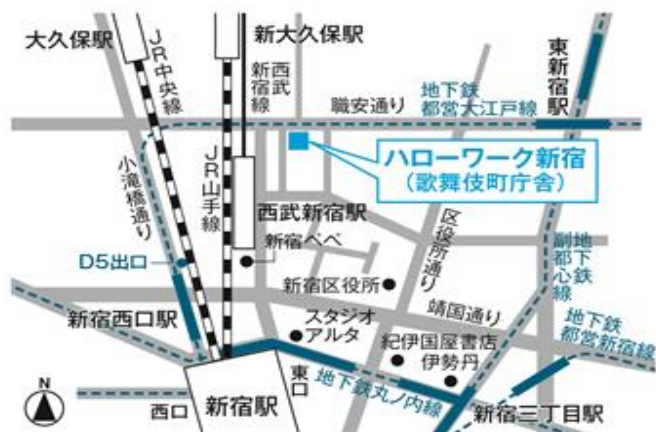 大久保駅
新大久保駅
東新宿駅
JR中央線
西武
新宿線
地下鉄
都営大江戸線
職安通り
ハローワーク新宿
(歌舞伎町庁舎)
小滝橋通り
JR山手線
西武新宿駅
区役所通り
新宿ペペ
D5出口
地下鉄
副都心線
新宿区役所
靖国通り
新宿西口駅
スタジオ
アルタ
紀伊国屋書店
伊勢丹
地下鉄
都営新宿線
地下鉄丸ノ内線
東口
N
西口
新宿駅
新宿三丁目駅